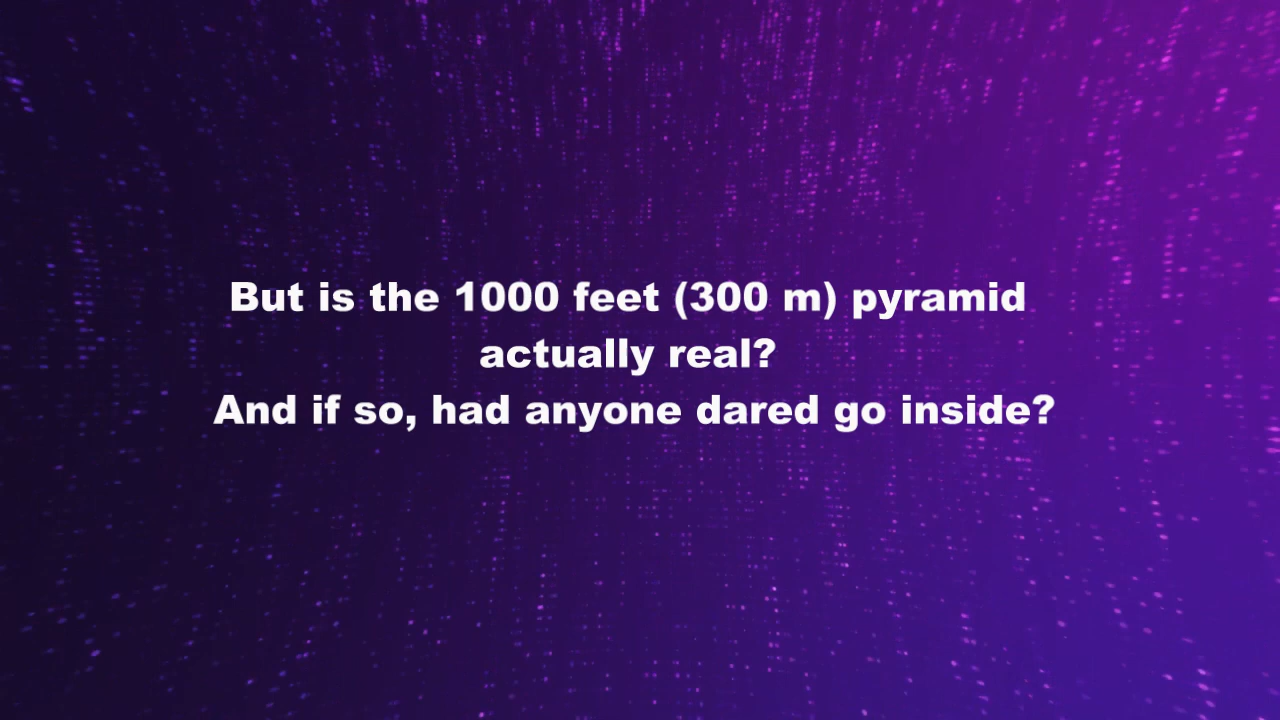 But is the 1000 feet (300 m) pyramid
actually real?
And if so, had anyone dared go inside?